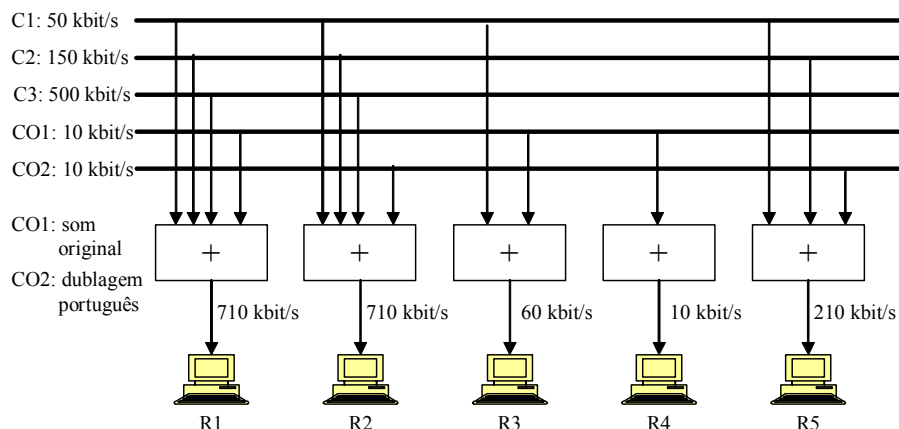 C1: 50 kbit/s
C2: 150 kbit/s
C3: 500 kbit/s
CO1: 10 kbit/s
CO2: 10 kbit/s
CO1: som
original
CO2: dublagem
português
+ + + + +
710 kbit/s 710 kbit/s 60 kbit/s 10 kbit/s 210 kbit/s
R1 R2 R3 R4 R5